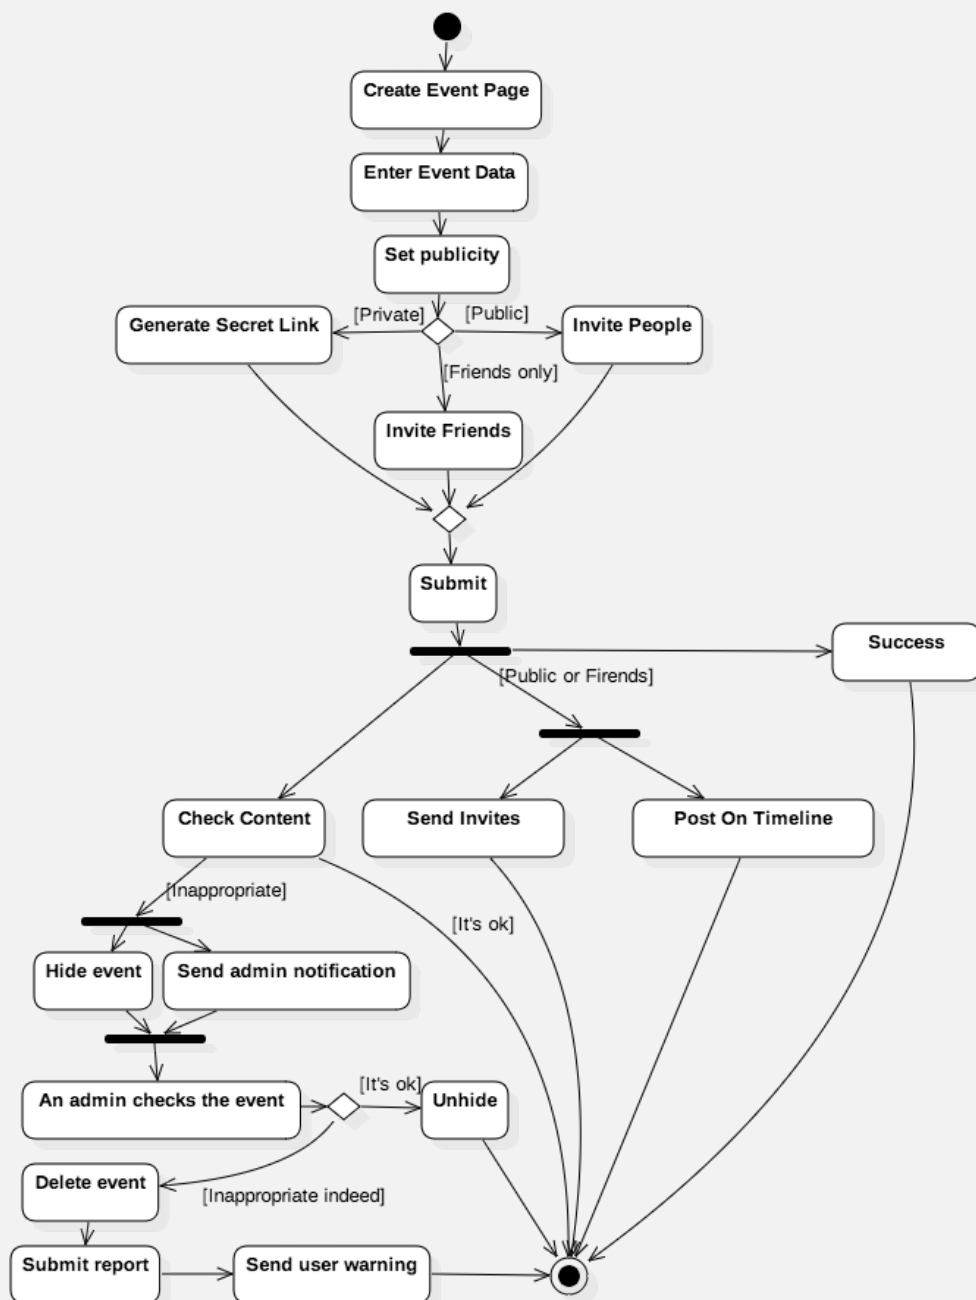 Create Event Page
Enter Event Data
Set publicity
[Private]
[Public]
Generate Secret Link
Invite People
[Friends only]
Invite Friends
Submit
Success
[Public or Firends]
Check Content
Send Invites
Post On Timeline
[Inappropriate]
[It's ok]
Hide event
Send admin notification
[It's ok]
An admin checks the event
Unhide
Delete event
[Inappropriate indeed]
Submit report
Send user warning